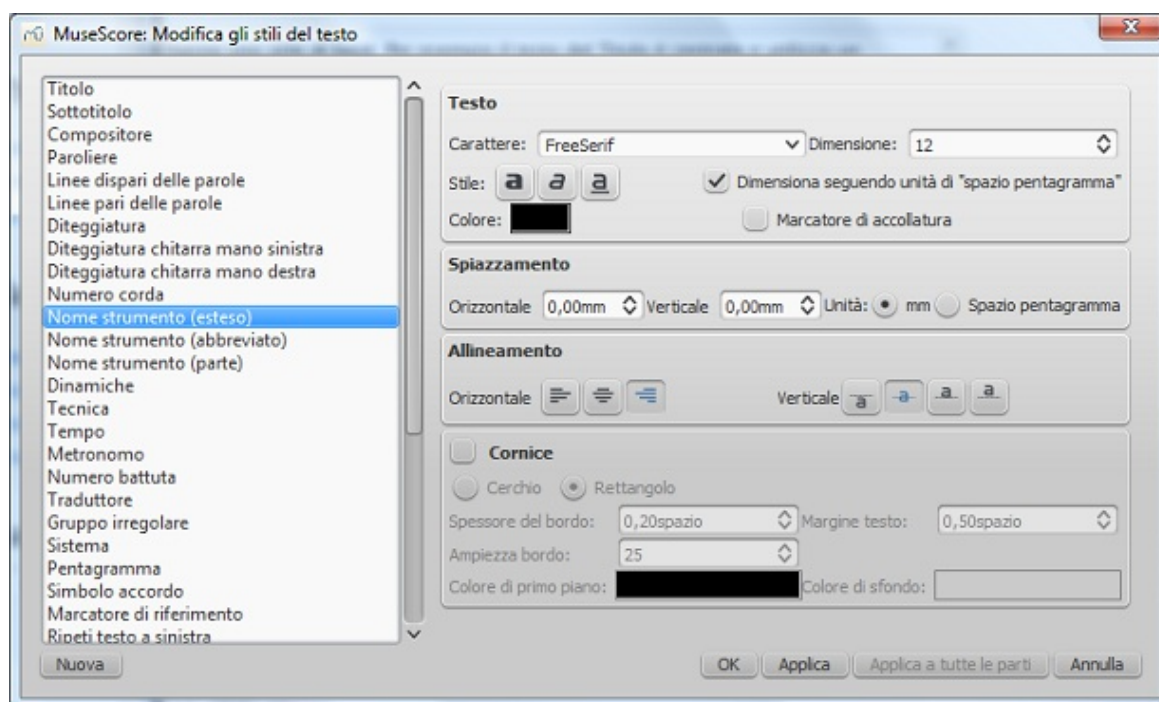 MuseScore: Modifica gli stili del testo
Titolo
Sottotitolo
Compositore
Paroliere
Linee dispari delle parole
Linee pari delle parole
Diteggiatura
Diteggiatura chitarra mano sinistra
Diteggiatura chitarra mano destra
Numero corda
Nome strumento (esteso)
Nome strumento (abbreviato)
Nome strumento (parte)
Dinamiche
Tecnica
Tempo
Metronomo
Numero battuta
Traduttore
Gruppo irregolare
Sistema
Pentagramma
Simbolo accordo
Marcatore di riferimento
Ripeti testo a sinistra
Nuova
Testo
Carattere: FreeSerif Dimensione: 12
Stile: a a a Dimensiona seguendo unità di "spazio pentagramma"
Colore: Marcatore di accollatura
Spiazzamento
Orizzontale 0,00mm Verticale 0,00mm Unità: mm Spazio pentagramma
Allineamento
Orizzontale Verticale a a a a
Cornice
Cerchio Rettangolo
Spessore del bordo: 0,20spazio Margine testo: 0,50spazio
Ampiezza bordo: 25
Colore di primo piano: Colore di sfondo:
OK Applica Applica a tutte le parti Annulla